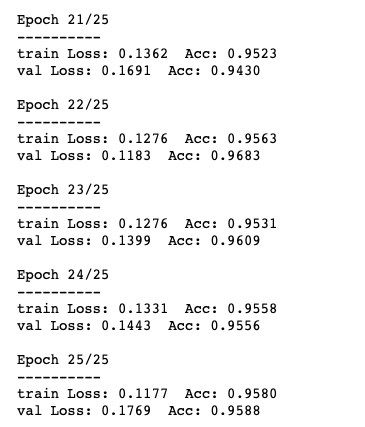 Epoch 21/25
----------
train Loss: 0.1362  Acc: 0.9523
val Loss: 0.1691  Acc: 0.9430

Epoch 22/25
----------
train Loss: 0.1276  Acc: 0.9563
val Loss: 0.1183  Acc: 0.9683

Epoch 23/25
----------
train Loss: 0.1276  Acc: 0.9531
val Loss: 0.1399  Acc: 0.9609

Epoch 24/25
----------
train Loss: 0.1331  Acc: 0.9558
val Loss: 0.1443  Acc: 0.9556

Epoch 25/25
----------
train Loss: 0.1177  Acc: 0.9580
val Loss: 0.1769  Acc: 0.9588